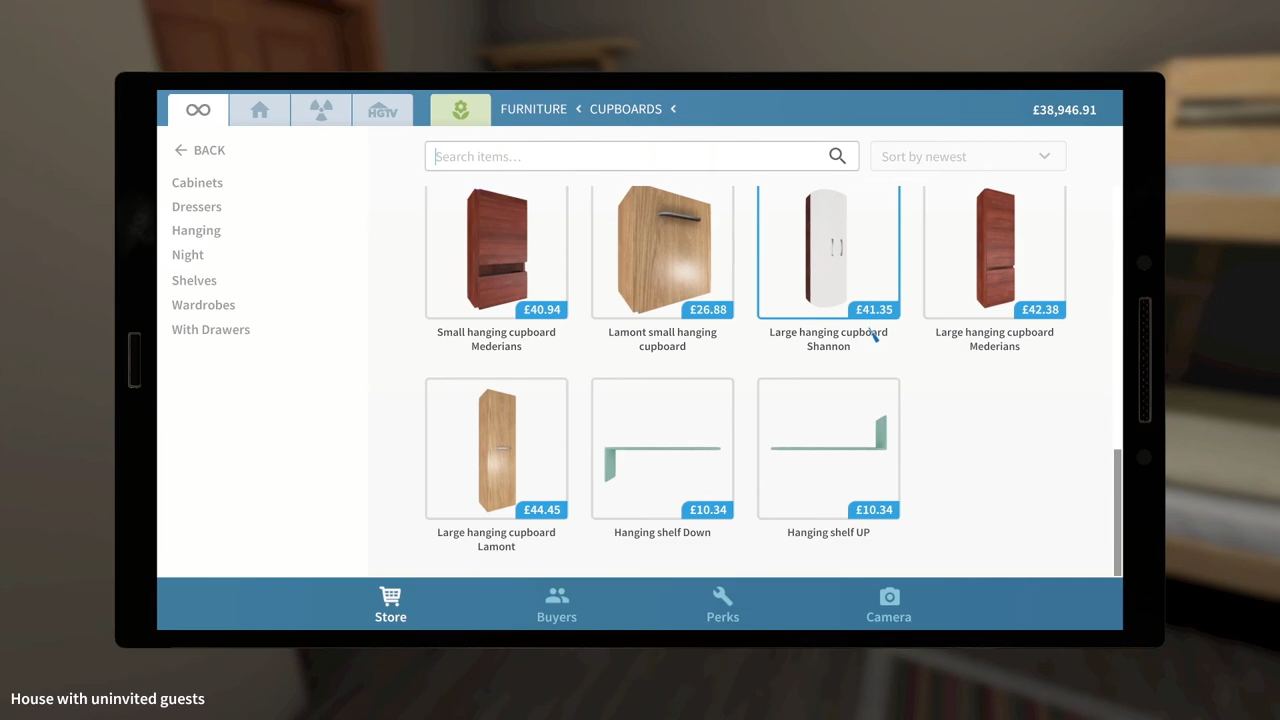 HGTV
FURNITURE
CUPBOARDS
£38,946.91
BACK
Search items...
Sort by newest
Cabinets
Dressers
Hanging
Night
Shelves
Wardrobes
With Drawers
£40.94
£26.88
£41.35
£42.38
Small hanging cupboard
Mederians
Lamont small hanging
cupboard
Large hanging cupboard
Shannon
Large hanging cupboard
Mederians
£44.45
£10.34
£10.34
Large hanging cupboard
Lamont
Hanging shelf Down
Hanging shelf UP
Store
Buyers
Perks
Camera
House with uninvited guests